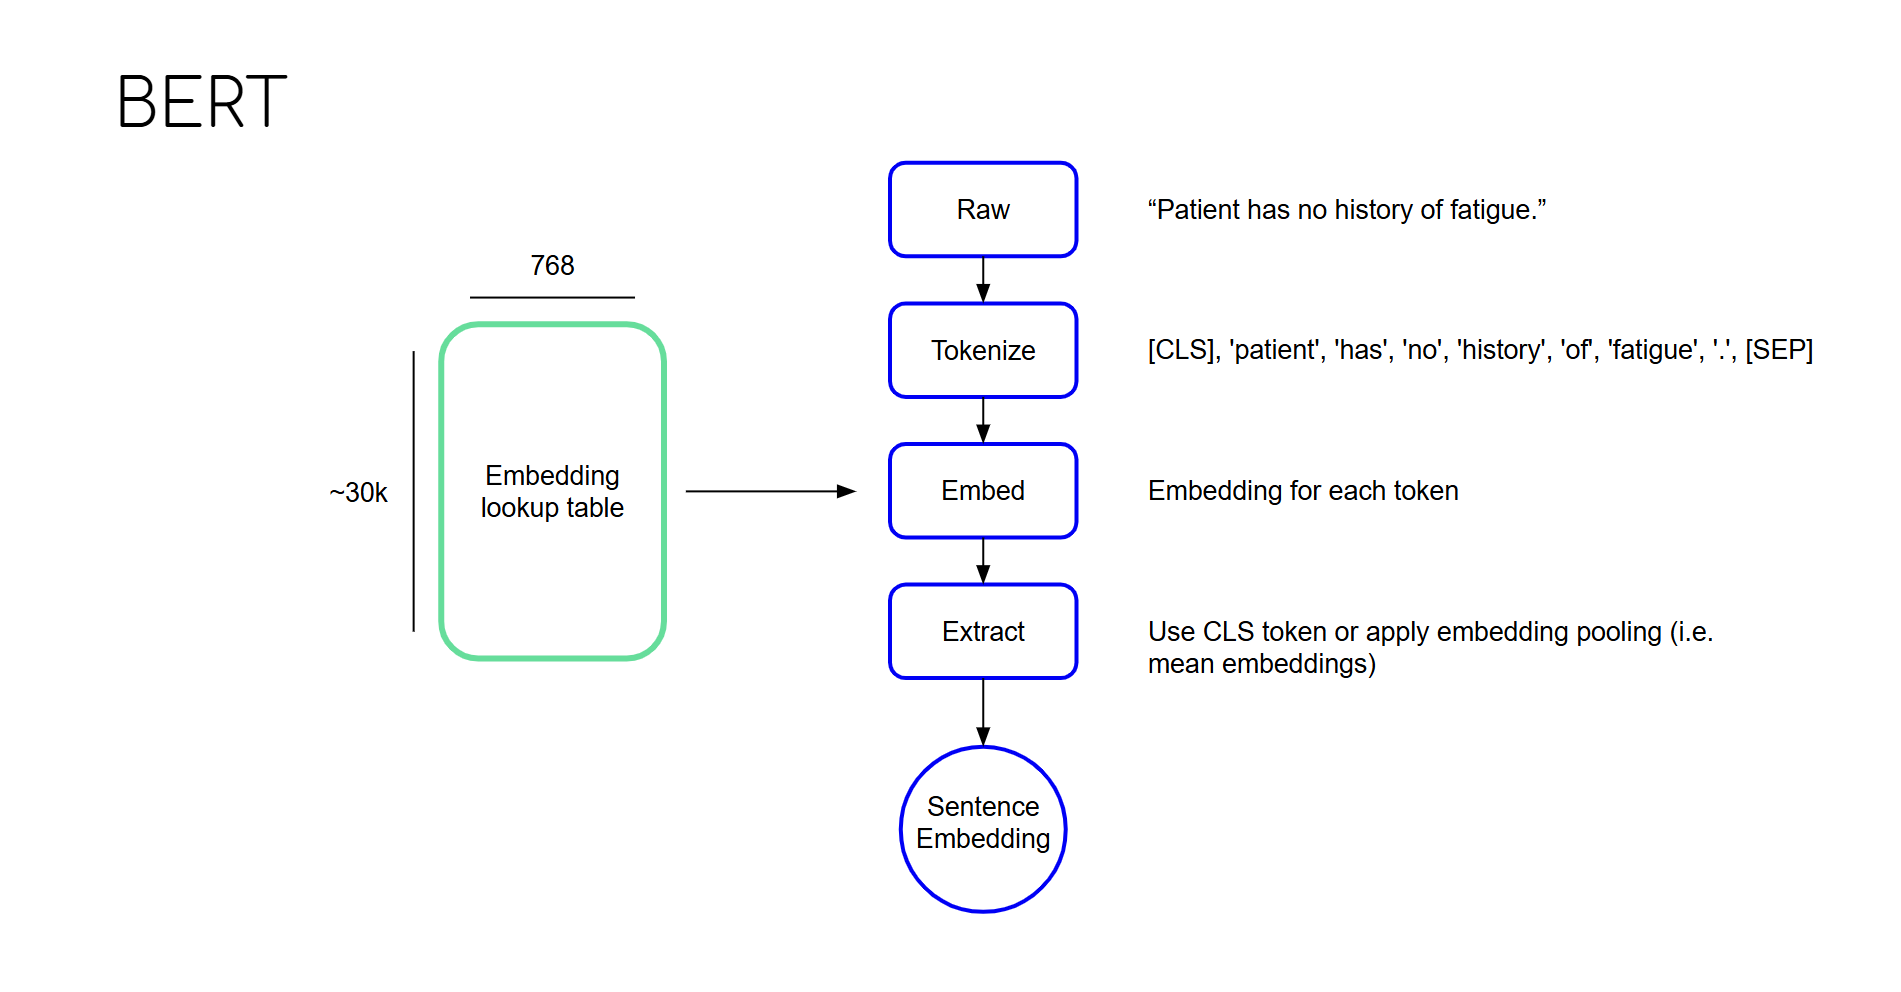 BERT
Raw
“Patient has no history of fatigue.”
768
Tokenize
[CLS], 'patient', 'has', 'no', 'history', 'of', 'fatigue', '.', [SEP]
~30k
Embedding
lookup table
Embed
Embedding for each token
Extract
Use CLS token or apply embedding pooling (i.e.
mean embeddings)
Sentence
Embedding